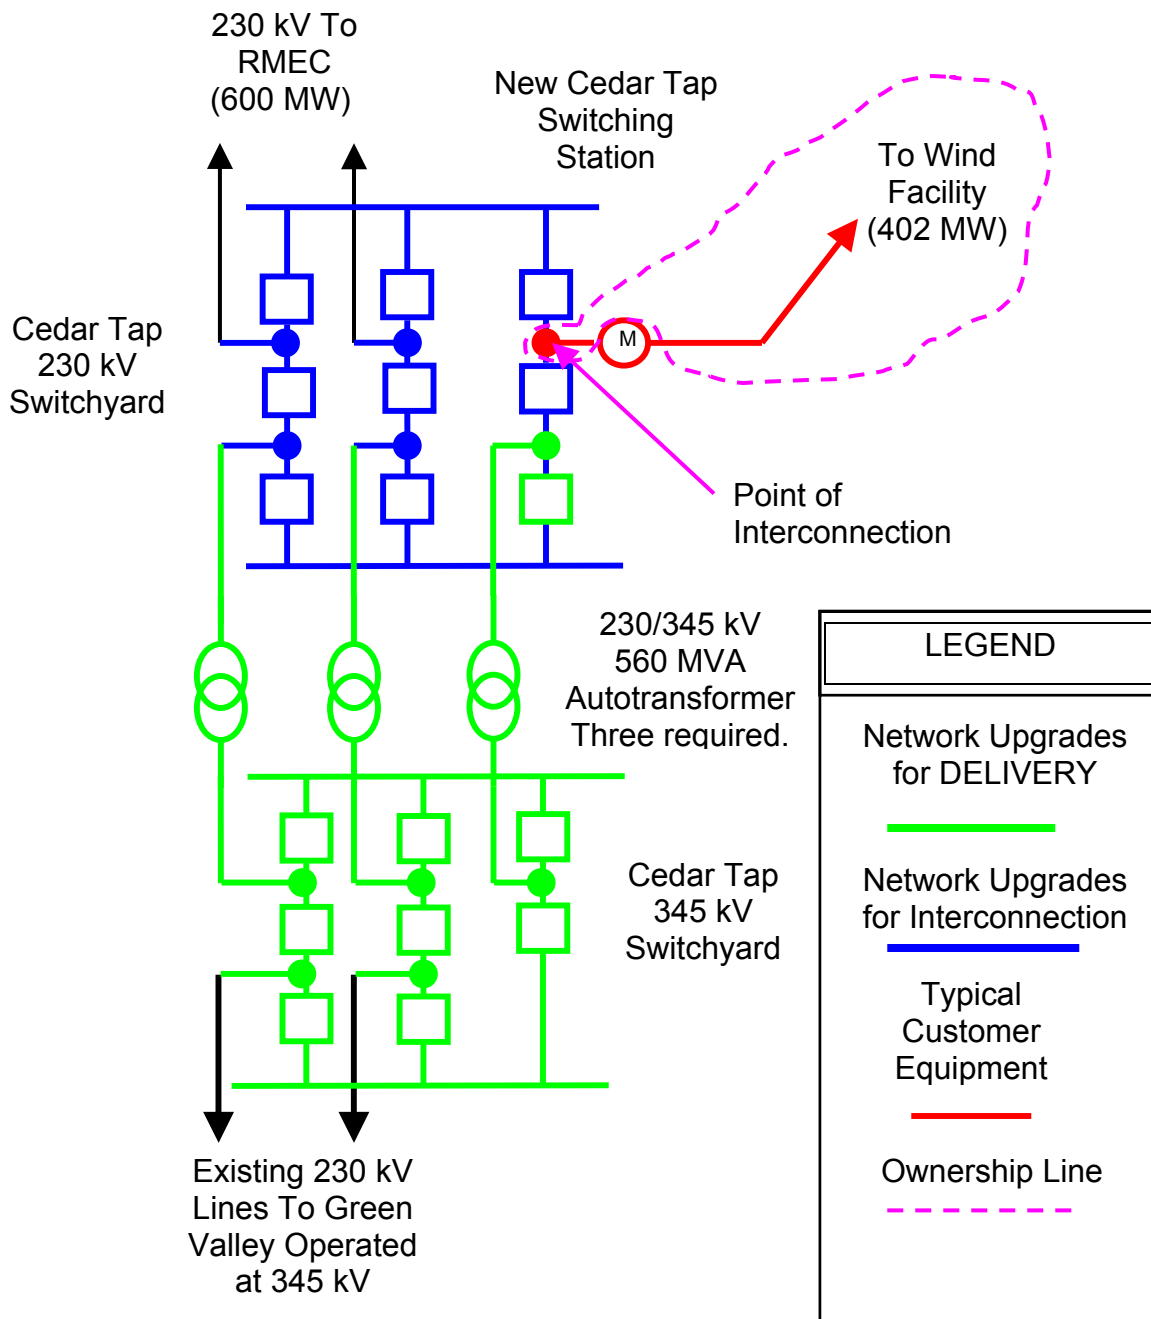 230 kV To
RMEC
(600 MW)
New Cedar Tap
Switching
Station
To Wind
Facility
(402 MW)
Cedar Tap
230 kV
Switchyard
M
Point of
Interconnection
230/345 kV
560 MVA
Autotransformer
Three required.
Cedar Tap
345 kV
Switchyard
Existing 230 kV
Lines To Green
Valley Operated
at 345 kV
LEGEND
Network Upgrades
for DELIVERY
Network Upgrades
for Interconnection
Typical
Customer
Equipment
Ownership Line